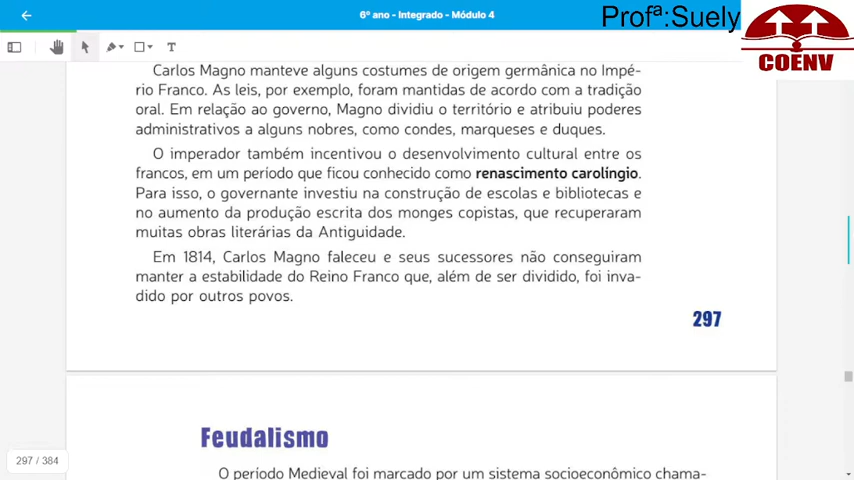 6º ano - Integrado - Módulo 4
Profª:Suely
COENV
T
Carlos Magno manteve alguns costumes de origem germânica no Impé-
rio Franco. As leis, por exemplo, foram mantidas de acordo com a tradição
oral. Em relação ao governo, Magno dividiu o território e atribuiu poderes
administrativos a alguns nobres, como condes, marqueses e duques.
O imperador também incentivou o desenvolvimento cultural entre os
francos, em um período que ficou conhecido como renascimento carolíngio.
Para isso, o governante investiu na construção de escolas e bibliotecas e
no aumento da produção escrita dos monges copistas, que recuperaram
muitas obras literárias da Antiguidade.
Em 1814, Carlos Magno faleceu e seus sucessores não conseguiram
manter a estabilidade do Reino Franco que, além de ser dividido, foi inva-
dido por outros povos.
297
Feudalismo
297 / 384
O período Medieval foi marcado por um sistema socioeconômico chama-